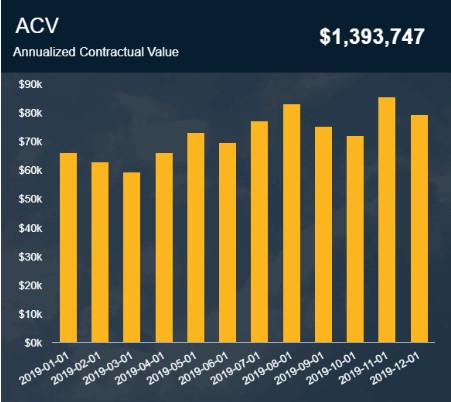 ACV
$1,393,747
Annualized Contractual Value
$90k
$80k
$70k
$60k
$50k
$40k
$30k
$20k
$10k
$0k
2019-01-01
2019-02-01
2019-03-01
2019-04-01
2019-05-01
2019-06-01
2019-07-01
2019-08-01
2019-09-01
2019-10-01
2019-11-01
2019-12-01